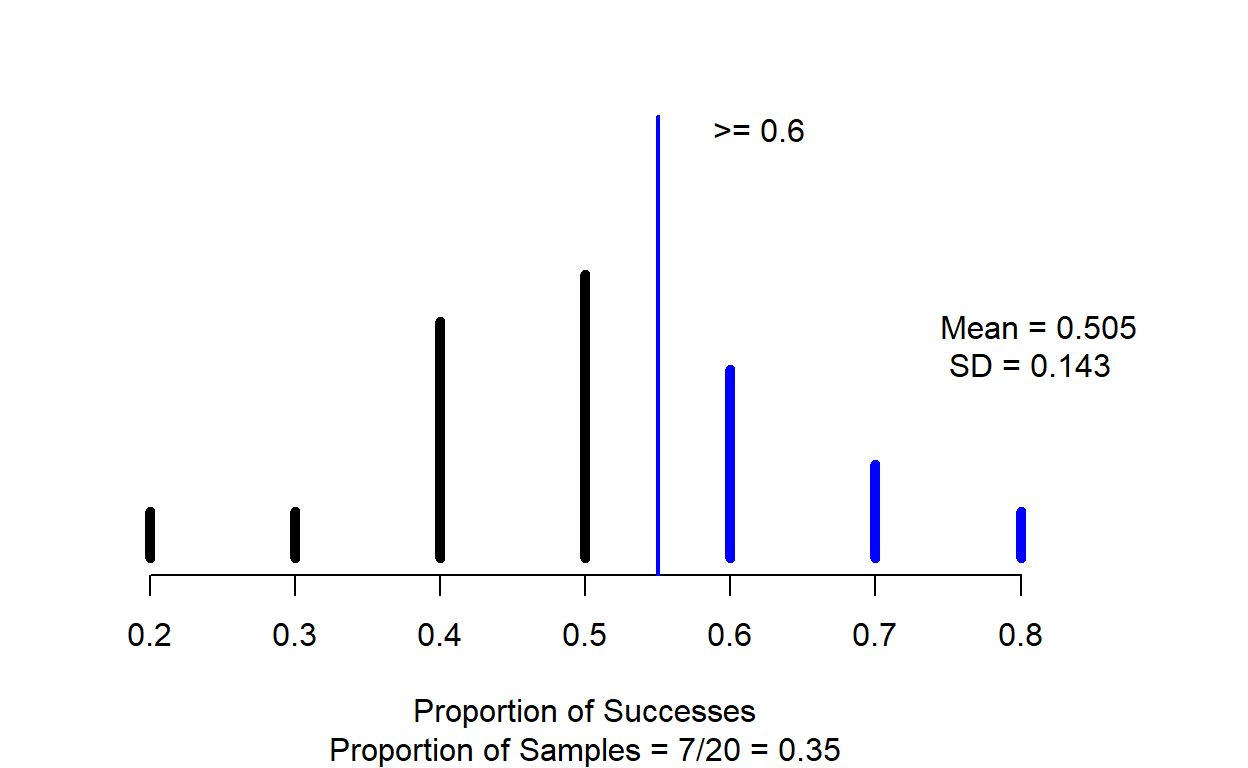 >= 0.6
Mean = 0.505
SD = 0.143
0.2 0.3 0.4 0.5 0.6 0.7 0.8
Proportion of Successes
Proportion of Samples = 7/20 = 0.35